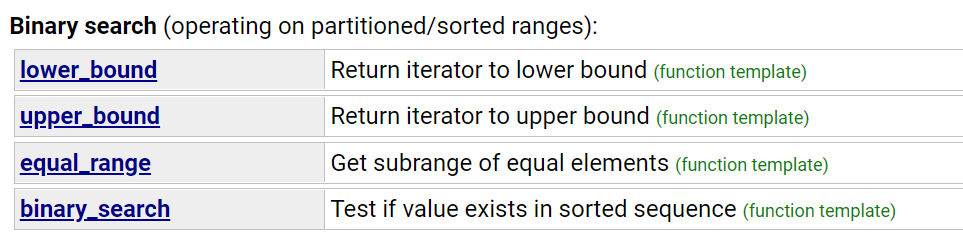 Binary search (operating on partitioned/sorted ranges):
lower_bound Return iterator to lower bound (function template)
upper_bound Return iterator to upper bound (function template)
equal_range Get subrange of equal elements (function template)
binary_search Test if value exists in sorted sequence (function template)